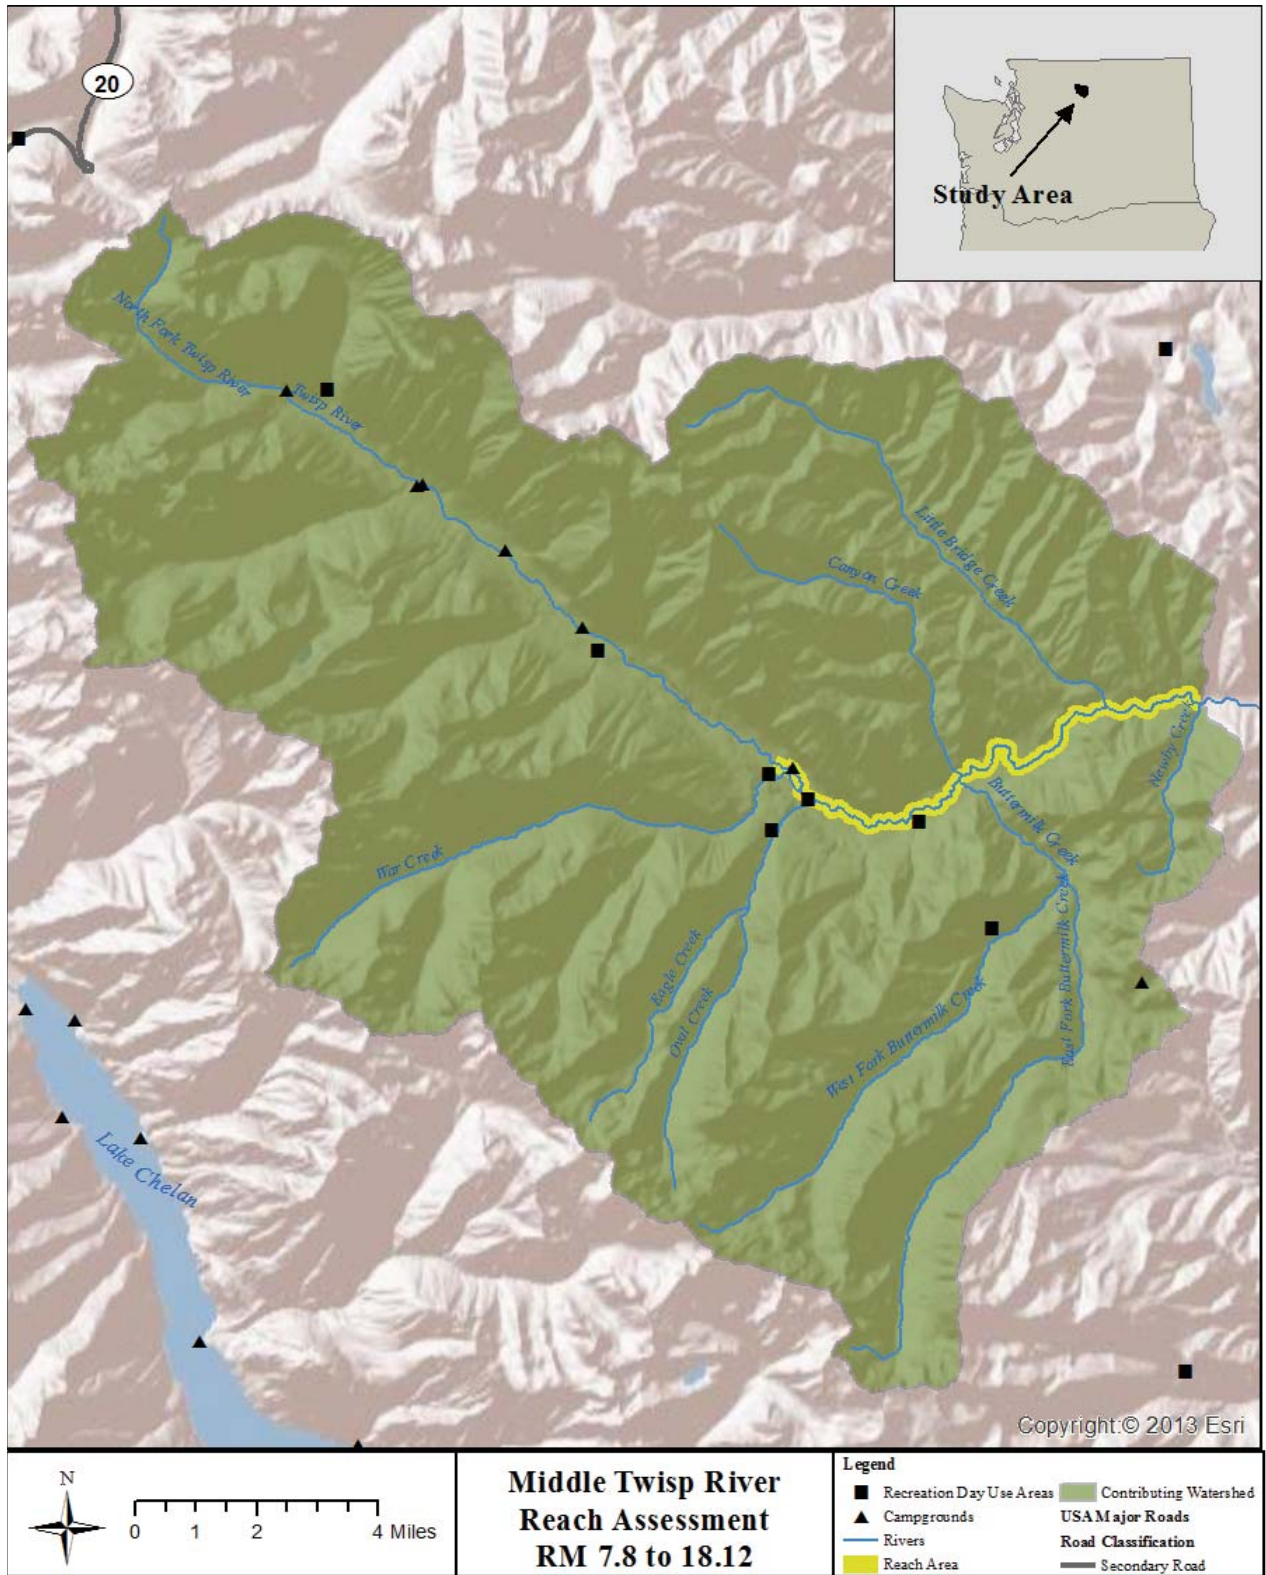 20
Study Area
North Fork Twisp River
Twisp River
Little Bridge Creek
Canyon Creek
Newby Creek
Buttermilk Creek
War Creek
Eagle Creek
Oval Creek
West Fork Buttermilk Creek
East Fork Buttermilk Creek
Lake Chelan
Copyright:© 2013 Esri
N
0 1 2 4 Miles
Middle Twisp River
Reach Assessment
RM 7.8 to 18.12
Legend
Recreation Day Use Areas
Campgrounds
Rivers
Reach Area
Contributing Watershed
USA Major Roads
Road Classification
Secondary Road